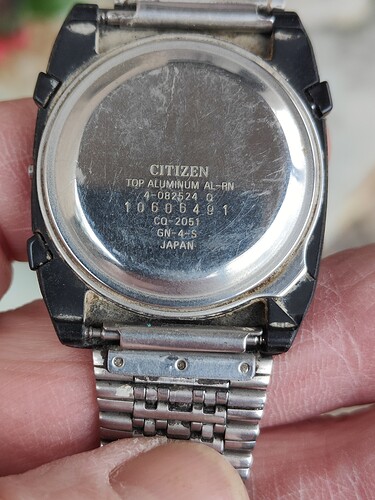 CITIZEN
TOP ALUMINUM AL-RN
4-082524 Q
10606491
CQ-2051
GN-4-S
JAPAN